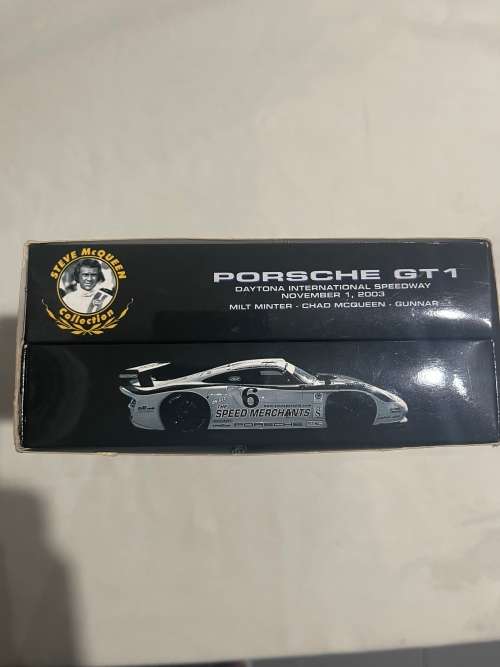 STEVE McQUEEN
Collection
PORSCHE GT1
DAYTONA INTERNATIONAL SPEEDWAY
NOVEMBER 1, 2003
MILT MINTER - CHAD MCQUEEN - GUNNAR
6
SPEED MERCHANTS
PORSCHE